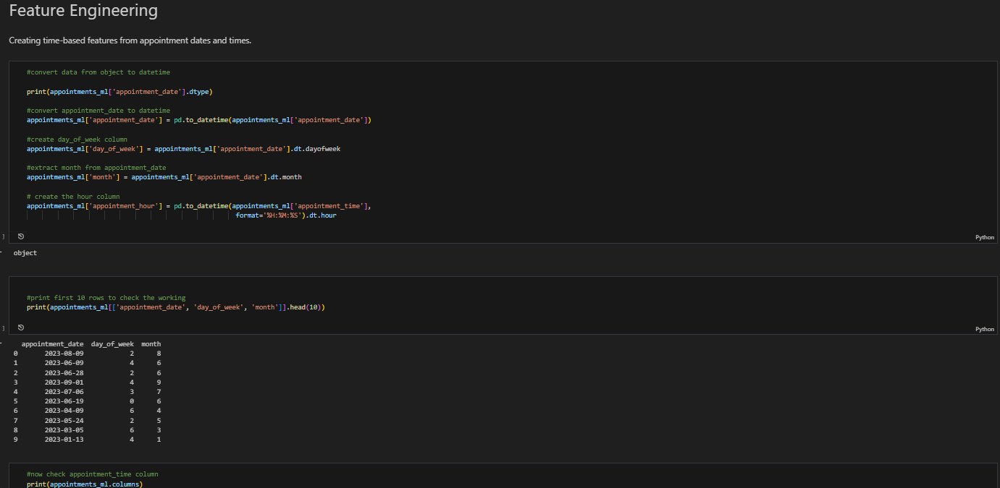 Feature Engineering
Creating time-based features from appointment dates and times.
#convert data from object to datetime
print(appointments_ml['appointment_date'].dtype)
#convert appointment_date to datetime
appointments_ml['appointment_date'] = pd.to_datetime(appointments_ml['appointment_date'])
#create day_of_week column
appointments_ml['day_of_week'] = appointments_ml['appointment_date'].dt.dayofweek
#extract month from appointment_date
appointments_ml['month'] = appointments_ml['appointment_date'].dt.month
# create the hour column
appointments_ml['appointment_hour'] = pd.to_datetime(appointments_ml['appointment_time'],
format='%H:%M:%S').dt.hour
]
Python
object
#print first 10 rows to check the working
print(appointments_ml[['appointment_date', 'day_of_week', 'month']].head(10))
]
Python
appointment_date day_of_week month
0 2023-08-09 2 8
1 2023-06-09 4 6
2 2023-06-28 2 6
3 2023-09-01 4 9
4 2023-07-06 3 7
5 2023-06-19 0 6
6 2023-04-09 6 4
7 2023-05-24 2 5
8 2023-03-05 6 3
9 2023-01-13 4 1
#now check appointment_time column
print(appointments_ml.columns)